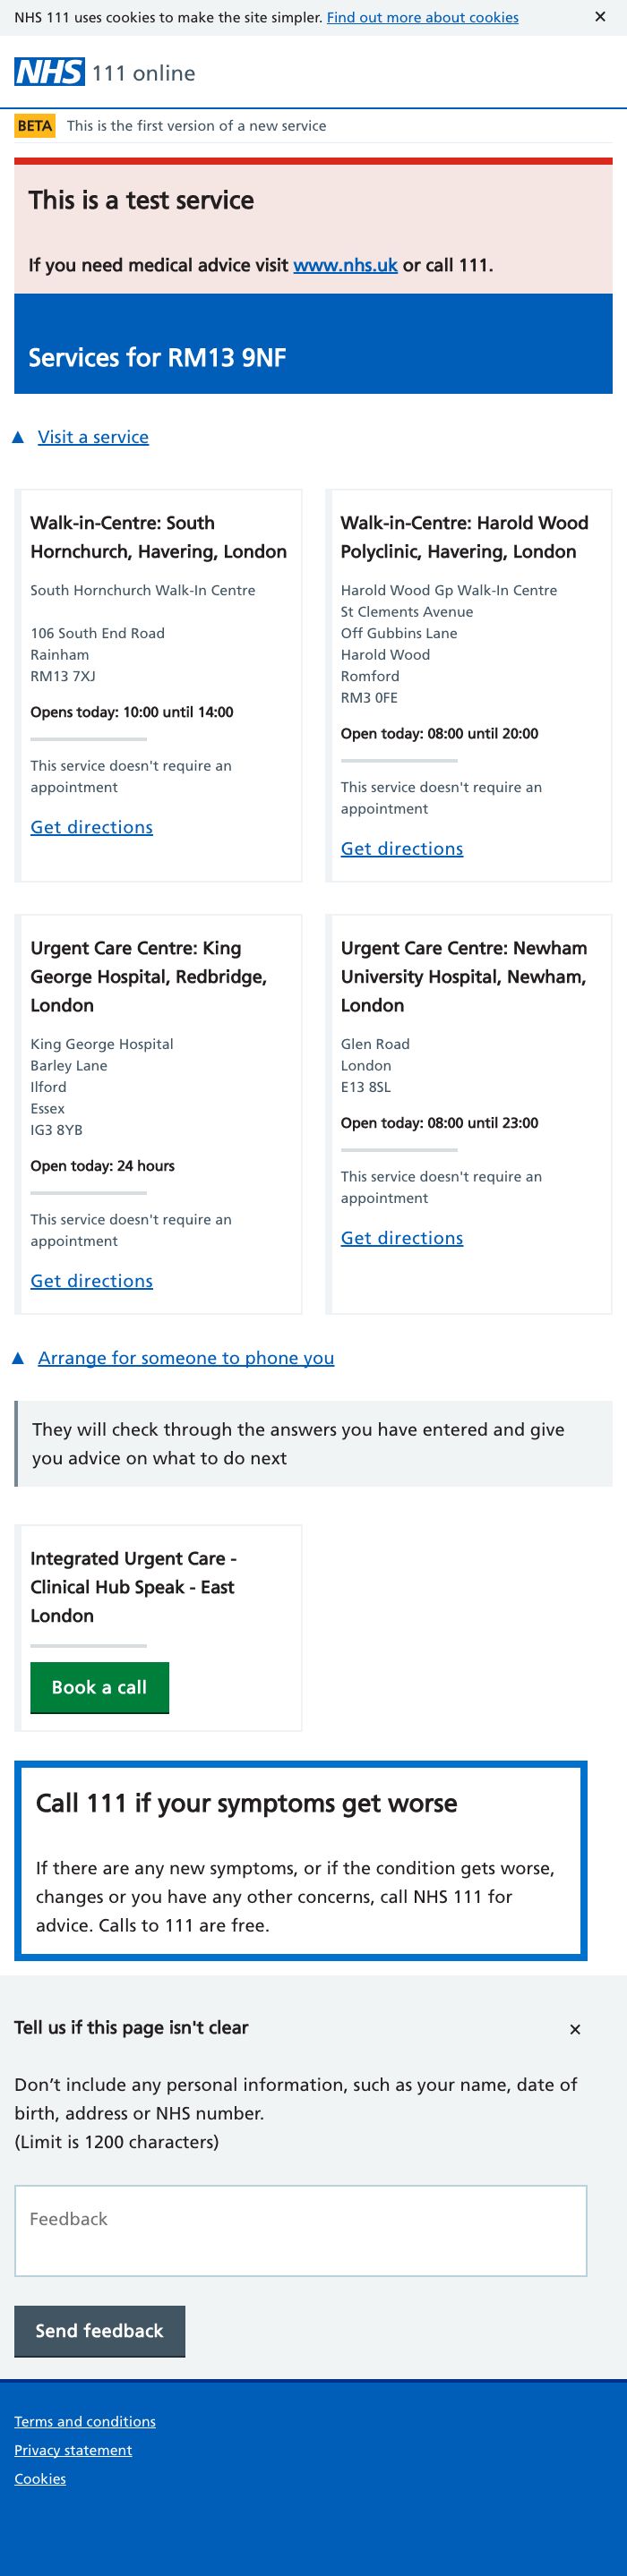 NHS 111 uses cookies to make the site simpler. Find out more about cookies ✕
NHS 111 online
BETA This is the first version of a new service
This is a test service
If you need medical advice visit www.nhs.uk or call 111.
Services for RM13 9NF
▲ Visit a service
Walk-in-Centre: South
Hornchurch, Havering, London
South Hornchurch Walk-In Centre
106 South End Road
Rainham
RM13 7XJ
Opens today: 10:00 until 14:00
This service doesn't require an
appointment
Get directions
Walk-in-Centre: Harold Wood
Polyclinic, Havering, London
Harold Wood Gp Walk-In Centre
St Clements Avenue
Off Gubbins Lane
Harold Wood
Romford
RM3 0FE
Open today: 08:00 until 20:00
This service doesn't require an
appointment
Get directions
Urgent Care Centre: King
George Hospital, Redbridge,
London
King George Hospital
Barley Lane
Ilford
Essex
IG3 8YB
Open today: 24 hours
This service doesn't require an
appointment
Get directions
Urgent Care Centre: Newham
University Hospital, Newham,
London
Glen Road
London
E13 8SL
Open today: 08:00 until 23:00
This service doesn't require an
appointment
Get directions
▲ Arrange for someone to phone you
They will check through the answers you have entered and give
you advice on what to do next
Integrated Urgent Care -
Clinical Hub Speak - East
London
Book a call
Call 111 if your symptoms get worse
If there are any new symptoms, or if the condition gets worse,
changes or you have any other concerns, call NHS 111 for
advice. Calls to 111 are free.
Tell us if this page isn't clear ✕
Don’t include any personal information, such as your name, date of
birth, address or NHS number.
(Limit is 1200 characters)
Feedback
Send feedback
Terms and conditions
Privacy statement
Cookies